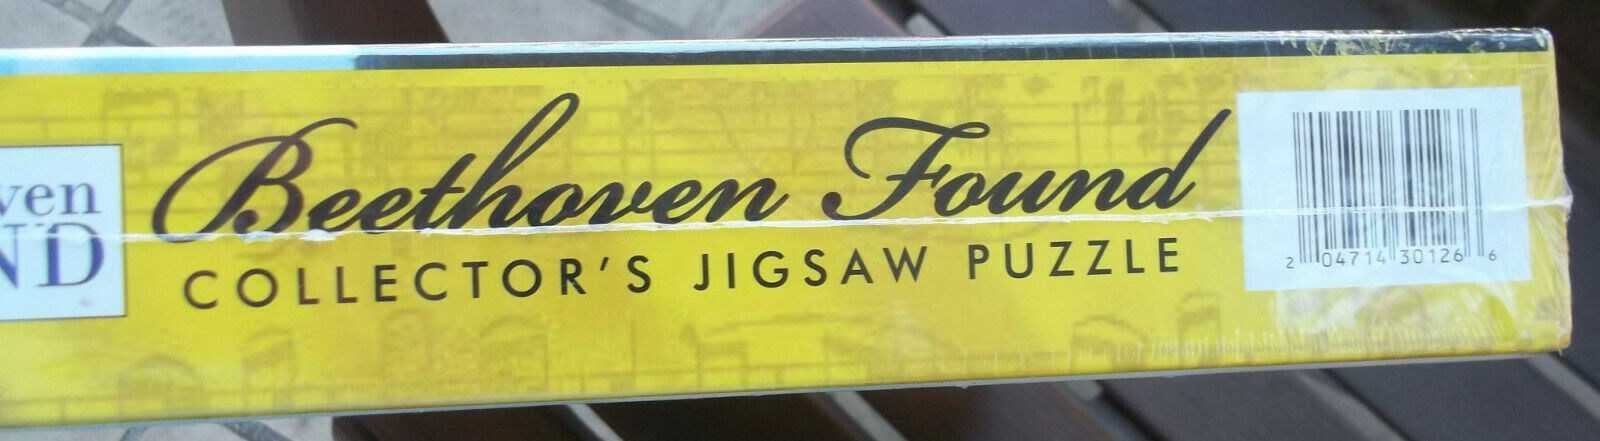 Beethoven Found
COLLECTOR'S JIGSAW PUZZLE
ven
ND
2 04714 30126 6